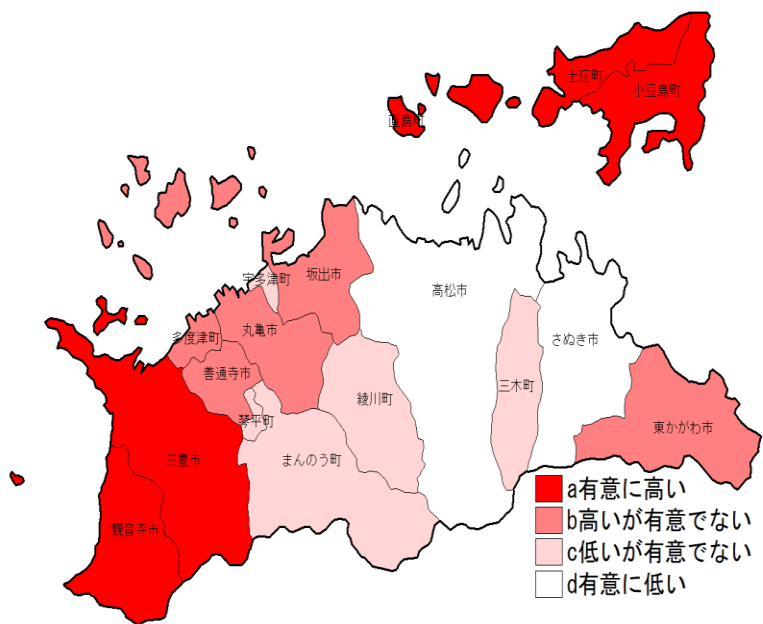 土庄町
小豆島町
直島町
宇多津町
坂出市
高松市
多度津町
丸亀市
さぬき市
善通寺市
三木町
綾川町
琴平町
東かがわ市
三豊市
まんのう町
観音寺市
a有意に高い
b高いが有意でない
c低いが有意でない
d有意に低い